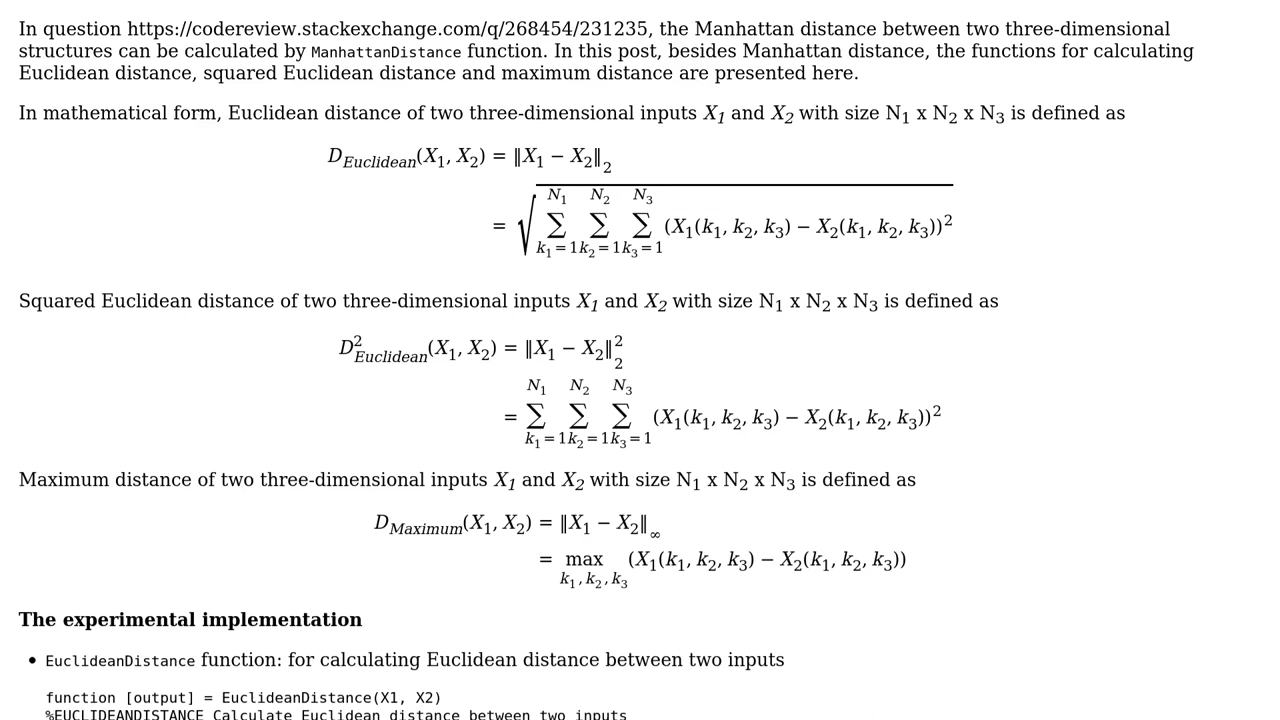 In question https://codereview.stackexchange.com/q/268454/231235, the Manhattan distance between two three-dimensional
structures can be calculated by ManhattanDistance function. In this post, besides Manhattan distance, the functions for calculating
Euclidean distance, squared Euclidean distance and maximum distance are presented here.
In mathematical form, Euclidean distance of two three-dimensional inputs X₁ and X₂ with size N₁ x N₂ x N₃ is defined as
D_Euclidean(X₁, X₂) = ‖X₁ − X₂‖₂
= √ ∑_{k₁=1}^{N₁} ∑_{k₂=1}^{N₂} ∑_{k₃=1}^{N₃} (X₁(k₁, k₂, k₃) − X₂(k₁, k₂, k₃))²
Squared Euclidean distance of two three-dimensional inputs X₁ and X₂ with size N₁ x N₂ x N₃ is defined as
D²_Euclidean(X₁, X₂) = ‖X₁ − X₂‖₂²
= ∑_{k₁=1}^{N₁} ∑_{k₂=1}^{N₂} ∑_{k₃=1}^{N₃} (X₁(k₁, k₂, k₃) − X₂(k₁, k₂, k₃))²
Maximum distance of two three-dimensional inputs X₁ and X₂ with size N₁ x N₂ x N₃ is defined as
D_Maximum(X₁, X₂) = ‖X₁ − X₂‖_∞
= max_{k₁,k₂,k₃} (X₁(k₁, k₂, k₃) − X₂(k₁, k₂, k₃))
The experimental implementation
• EuclideanDistance function: for calculating Euclidean distance between two inputs
function [output] = EuclideanDistance(X1, X2)
%EUCLIDEANDISTANCE Calculate Euclidean distance between two inputs